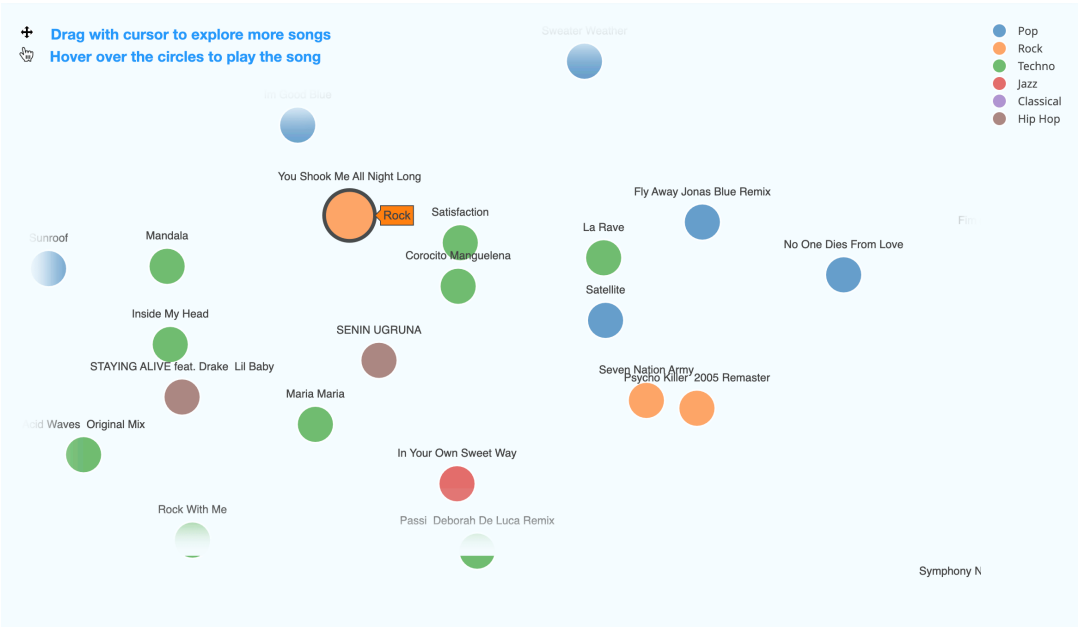 Drag with cursor to explore more songs
Hover over the circles to play the song
Sweater Weather
Pop
Rock
Techno
Jazz
Classical
Hip Hop
You Shook Me All Night Long
Rock
Satisfaction
Fly Away Jonas Blue Remix
La Rave
Sunroof
Mandala
No One Dies From Love
Corocito Manguelena
Satellite
Inside My Head
SENIN UGRUNA
STAYING ALIVE feat. Drake  Lil Baby
Seven Nation Army
Psycho Killer  2005 Remaster
Maria Maria
Acid Waves  Original Mix
In Your Own Sweet Way
Rock With Me
Passi  Deborah De Luca Remix
Symphony N